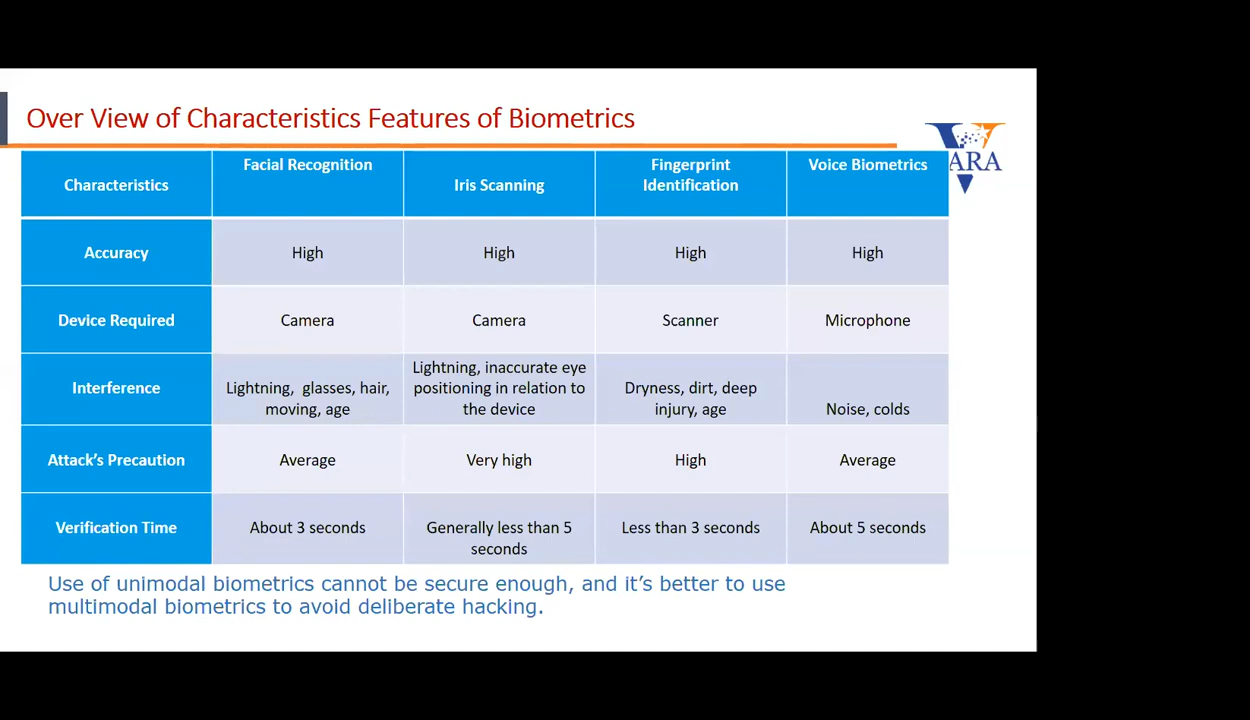 Over View of Characteristics Features of Biometrics
ARA
Characteristics
Facial Recognition
Iris Scanning
Fingerprint
Identification
Voice Biometrics
Accuracy
High
High
High
High
Device Required
Camera
Camera
Scanner
Microphone
Interference
Lightning, glasses, hair,
moving, age
Lightning, inaccurate eye
positioning in relation to
the device
Dryness, dirt, deep
injury, age
Noise, colds
Attack's Precaution
Average
Very high
High
Average
Verification Time
About 3 seconds
Generally less than 5
seconds
Less than 3 seconds
About 5 seconds
Use of unimodal biometrics cannot be secure enough, and it's better to use
multimodal biometrics to avoid deliberate hacking.